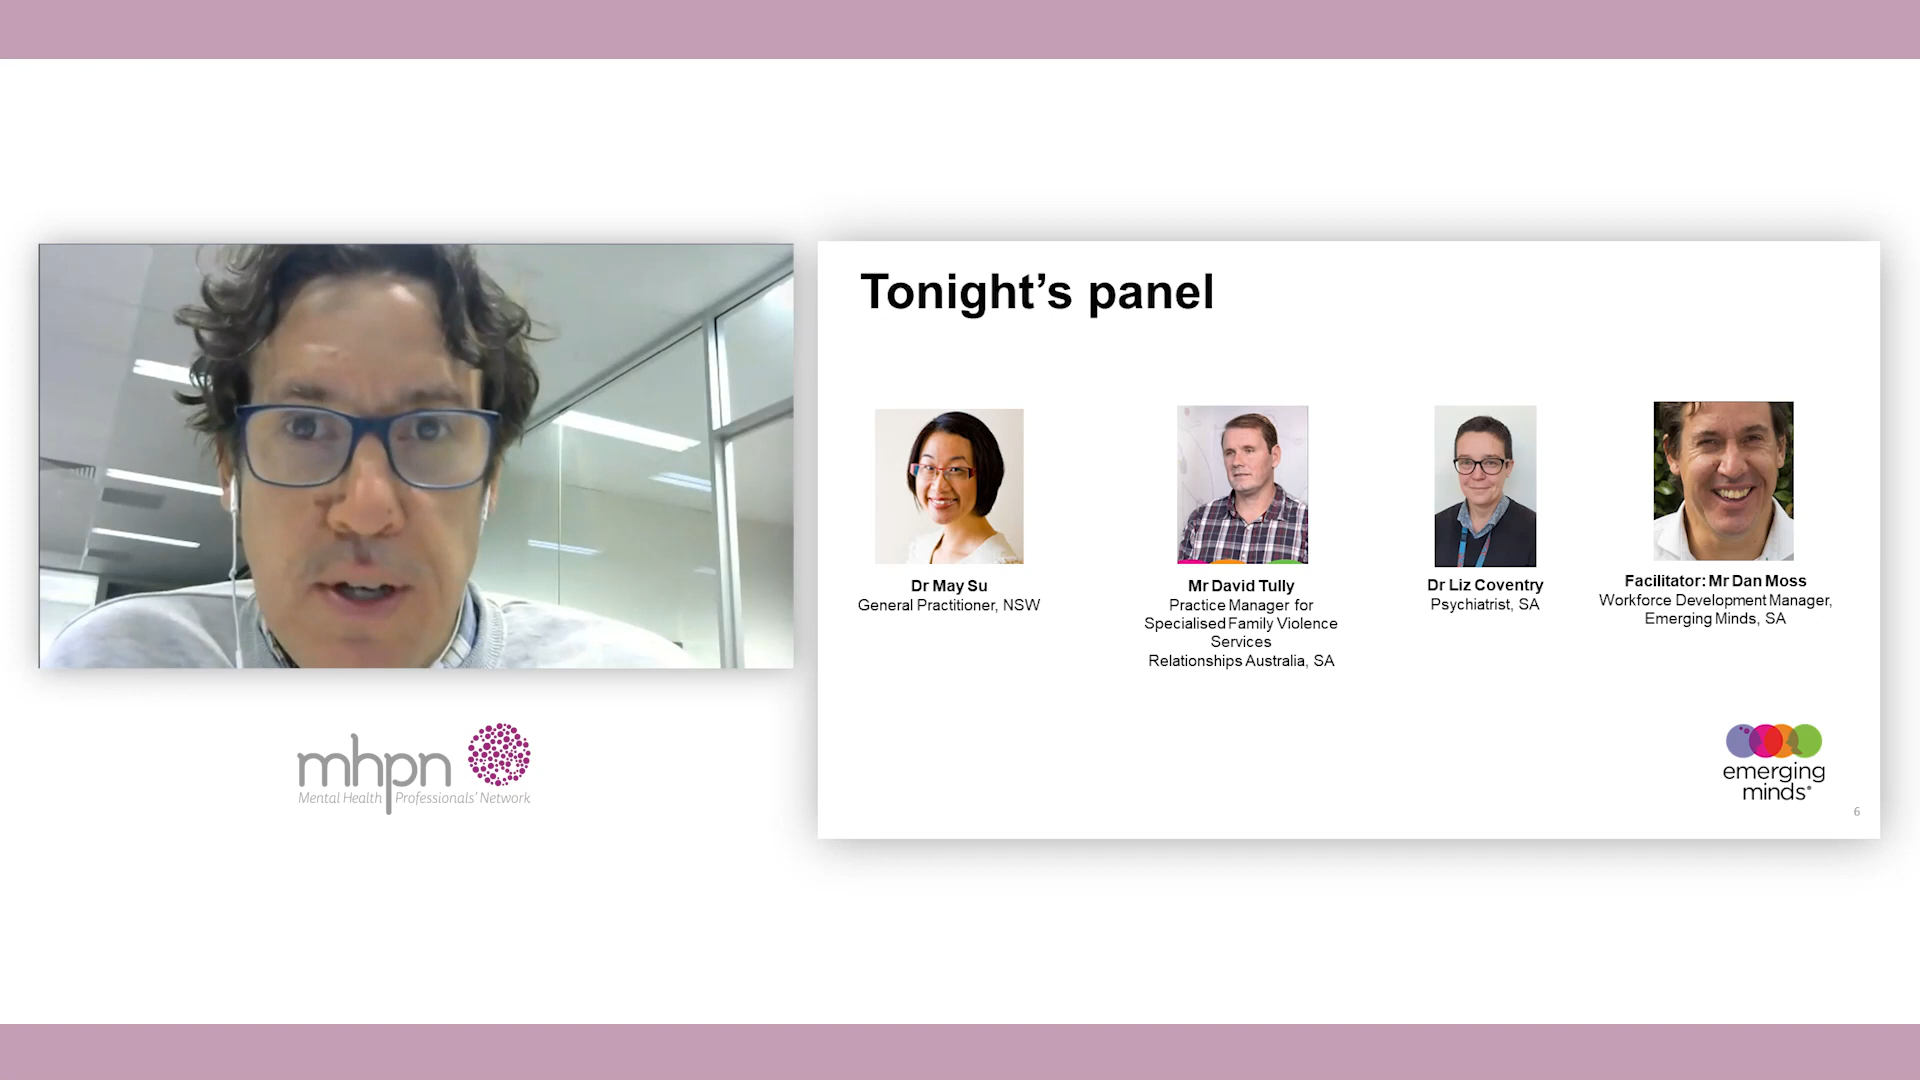 Tonight's panel
Dr May Su
General Practitioner, NSW
Mr David Tully
Practice Manager for
Specialised Family Violence
Services
Relationships Australia, SA
Dr Liz Coventry
Psychiatrist, SA
Facilitator: Mr Dan Moss
Workforce Development Manager,
Emerging Minds, SA
mhpn
Mental Health Professionals' Network
emerging
minds
6